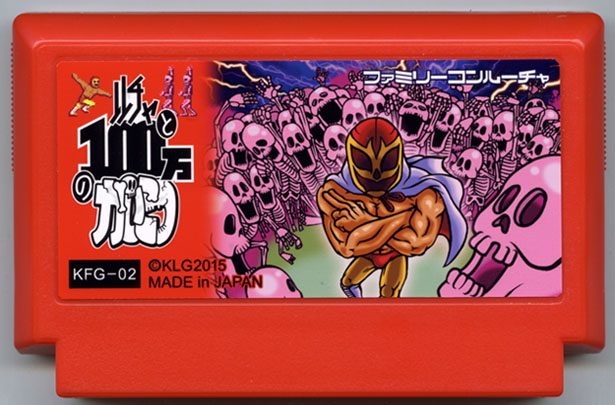 ファミリーコンルーチャ
ルチャと
100万の
ガイコツ
KFG-02
©KLG2015
MADE in JAPAN